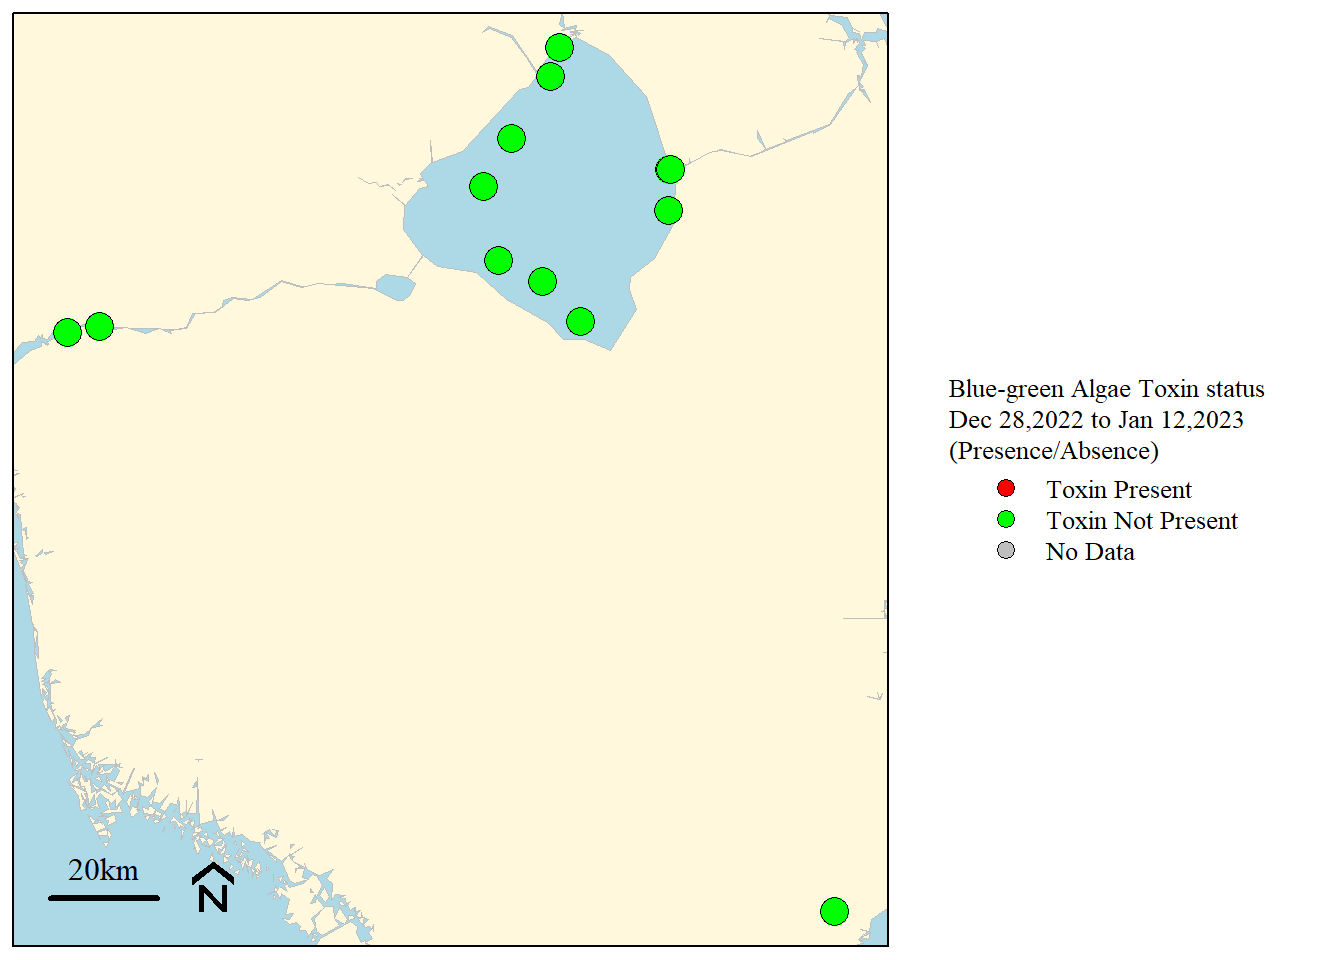 Blue-green Algae Toxin status
Dec 28,2022 to Jan 12,2023
(Presence/Absence)
Toxin Present
Toxin Not Present
No Data
20km
N